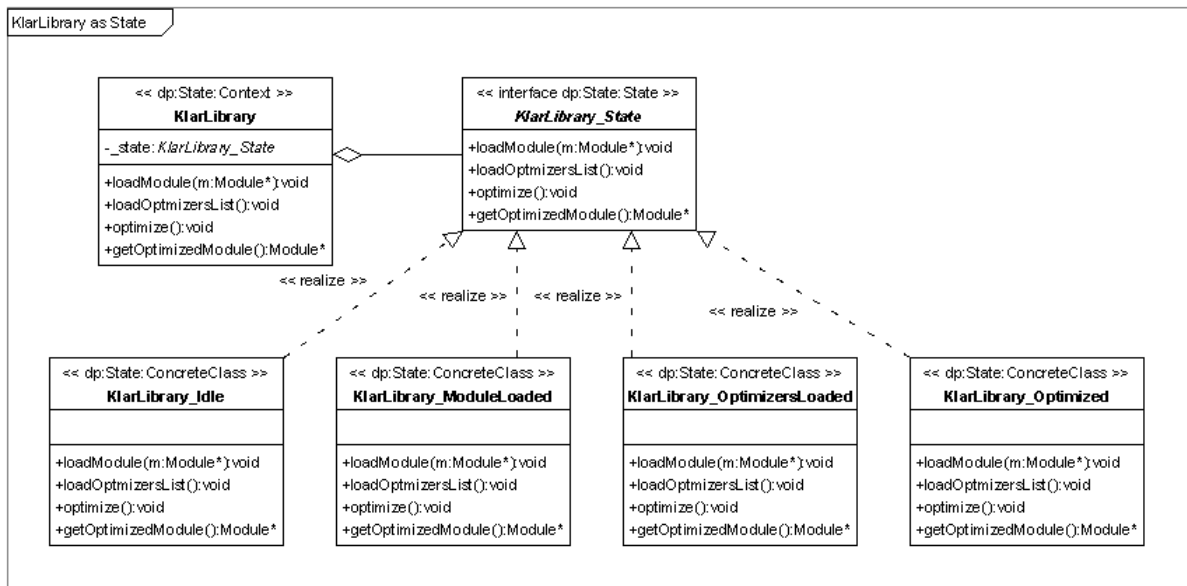 KlarLibrary as State
<< dp:State:Context >>
KlarLibrary
-_state: KlarLibrary_State
+loadModule(m:Module*):void
+loadOptmizersList():void
+optimize():void
+getOptimizedModule():Module*
<< interface dp:State:State >>
KlarLibrary_State
+loadModule(m:Module*):void
+loadOptmizersList():void
+optimize():void
+getOptimizedModule():Module*
<< realize >>
<< realize >>
<< realize >>
<< realize >>
<< dp:State:ConcreteClass >>
KlarLibrary_Idle
+loadModule(m:Module*):void
+loadOptmizersList():void
+optimize():void
+getOptimizedModule():Module*
<< dp:State:ConcreteClass >>
KlarLibrary_ModuleLoaded
+loadModule(m:Module*):void
+loadOptmizersList():void
+optimize():void
+getOptimizedModule():Module*
<< dp:State:ConcreteClass >>
KlarLibrary_OptimizersLoaded
+loadModule(m:Module*):void
+loadOptmizersList():void
+optimize():void
+getOptimizedModule():Module*
<< dp:State:ConcreteClass >>
KlarLibrary_Optimized
+loadModule(m:Module*):void
+loadOptmizersList():void
+optimize():void
+getOptimizedModule():Module*